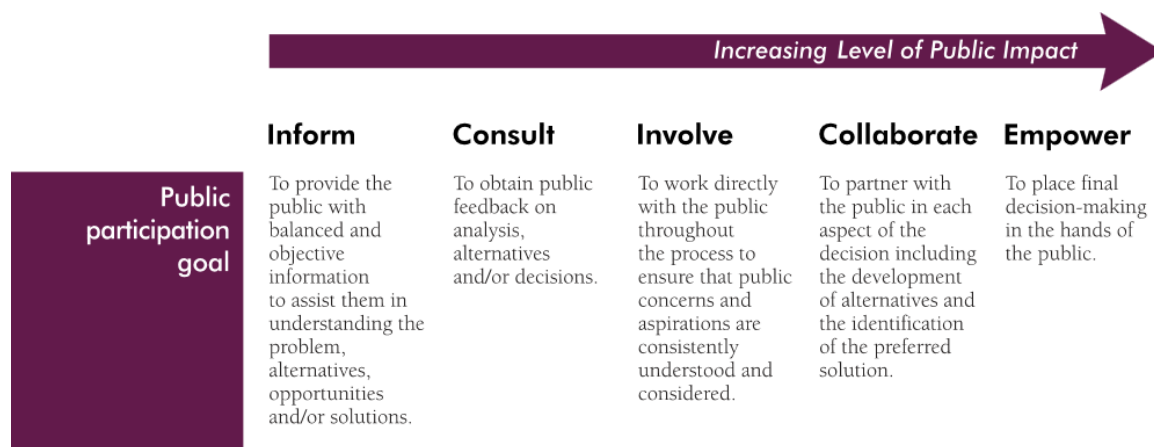 Increasing Level of Public Impact
Inform
Consult
Involve
Collaborate
Empower
Public
participation
goal
To provide the
public with
balanced and
objective
information
to assist them in
understanding the
problem,
alternatives,
opportunities
and/or solutions.
To obtain public
feedback on
analysis,
alternatives
and/or decisions.
To work directly
with the public
throughout
the process to
ensure that public
concerns and
aspirations are
consistently
understood and
considered.
To partner with
the public in each
aspect of the
decision including
the development
of alternatives and
the identification
of the preferred
solution.
To place final
decision-making
in the hands of
the public.